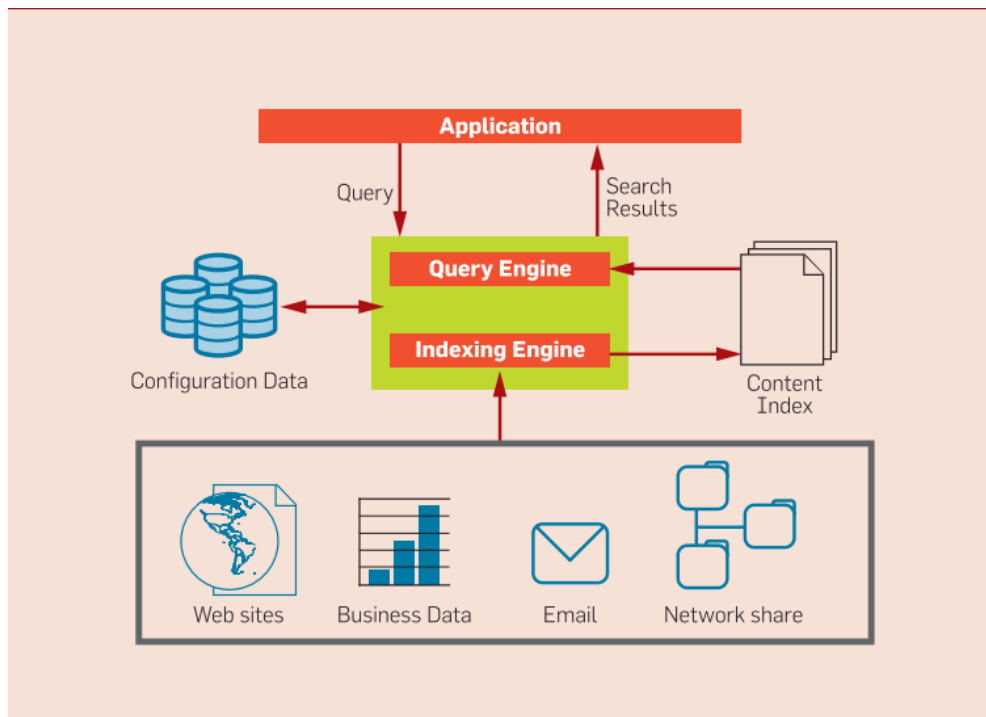 Application
Query
Search
Results
Query Engine
Indexing Engine
Configuration Data
Content
Index
Web sites
Business Data
Email
Network share